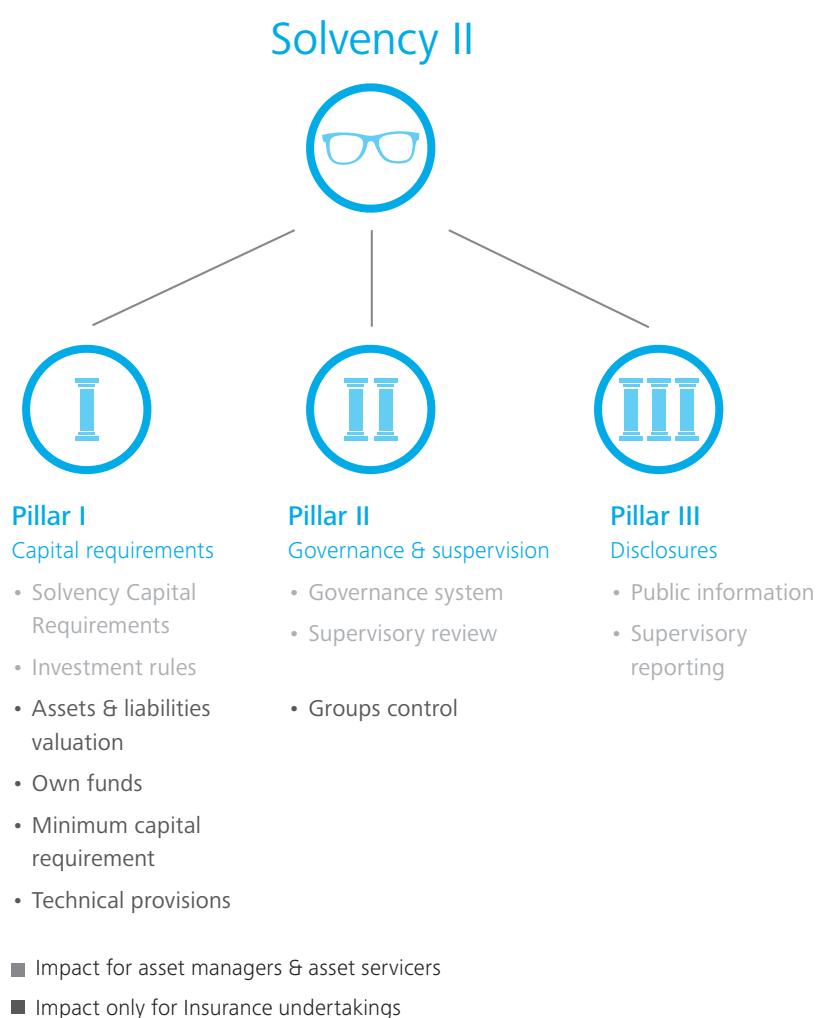 Solvency II
Pillar I
Capital requirements
• Solvency Capital
Requirements
• Investment rules
• Assets & liabilities
valuation
• Own funds
• Minimum capital
requirement
• Technical provisions
Pillar II
Governance & suspervision
• Governance system
• Supervisory review
• Groups control
Pillar III
Disclosures
• Public information
• Supervisory
reporting
Impact for asset managers & asset servicers
Impact only for Insurance undertakings